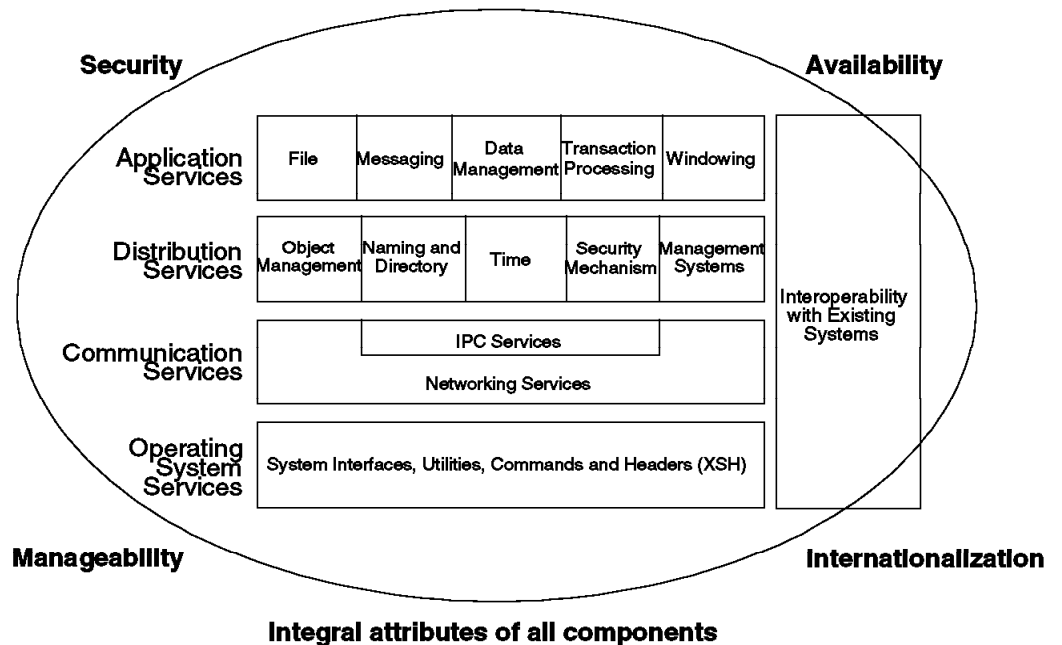 Security
Availability
Application
Services
File
Messaging
Data
Management
Transaction
Processing
Windowing
Distribution
Services
Object
Management
Naming and
Directory
Time
Security
Mechanism
Management
Systems
Interoperability
with Existing
Systems
Communication
Services
IPC Services
Networking Services
Operating
System
Services
System Interfaces, Utilities, Commands and Headers (XSH)
Manageability
Internationalization
Integral attributes of all components